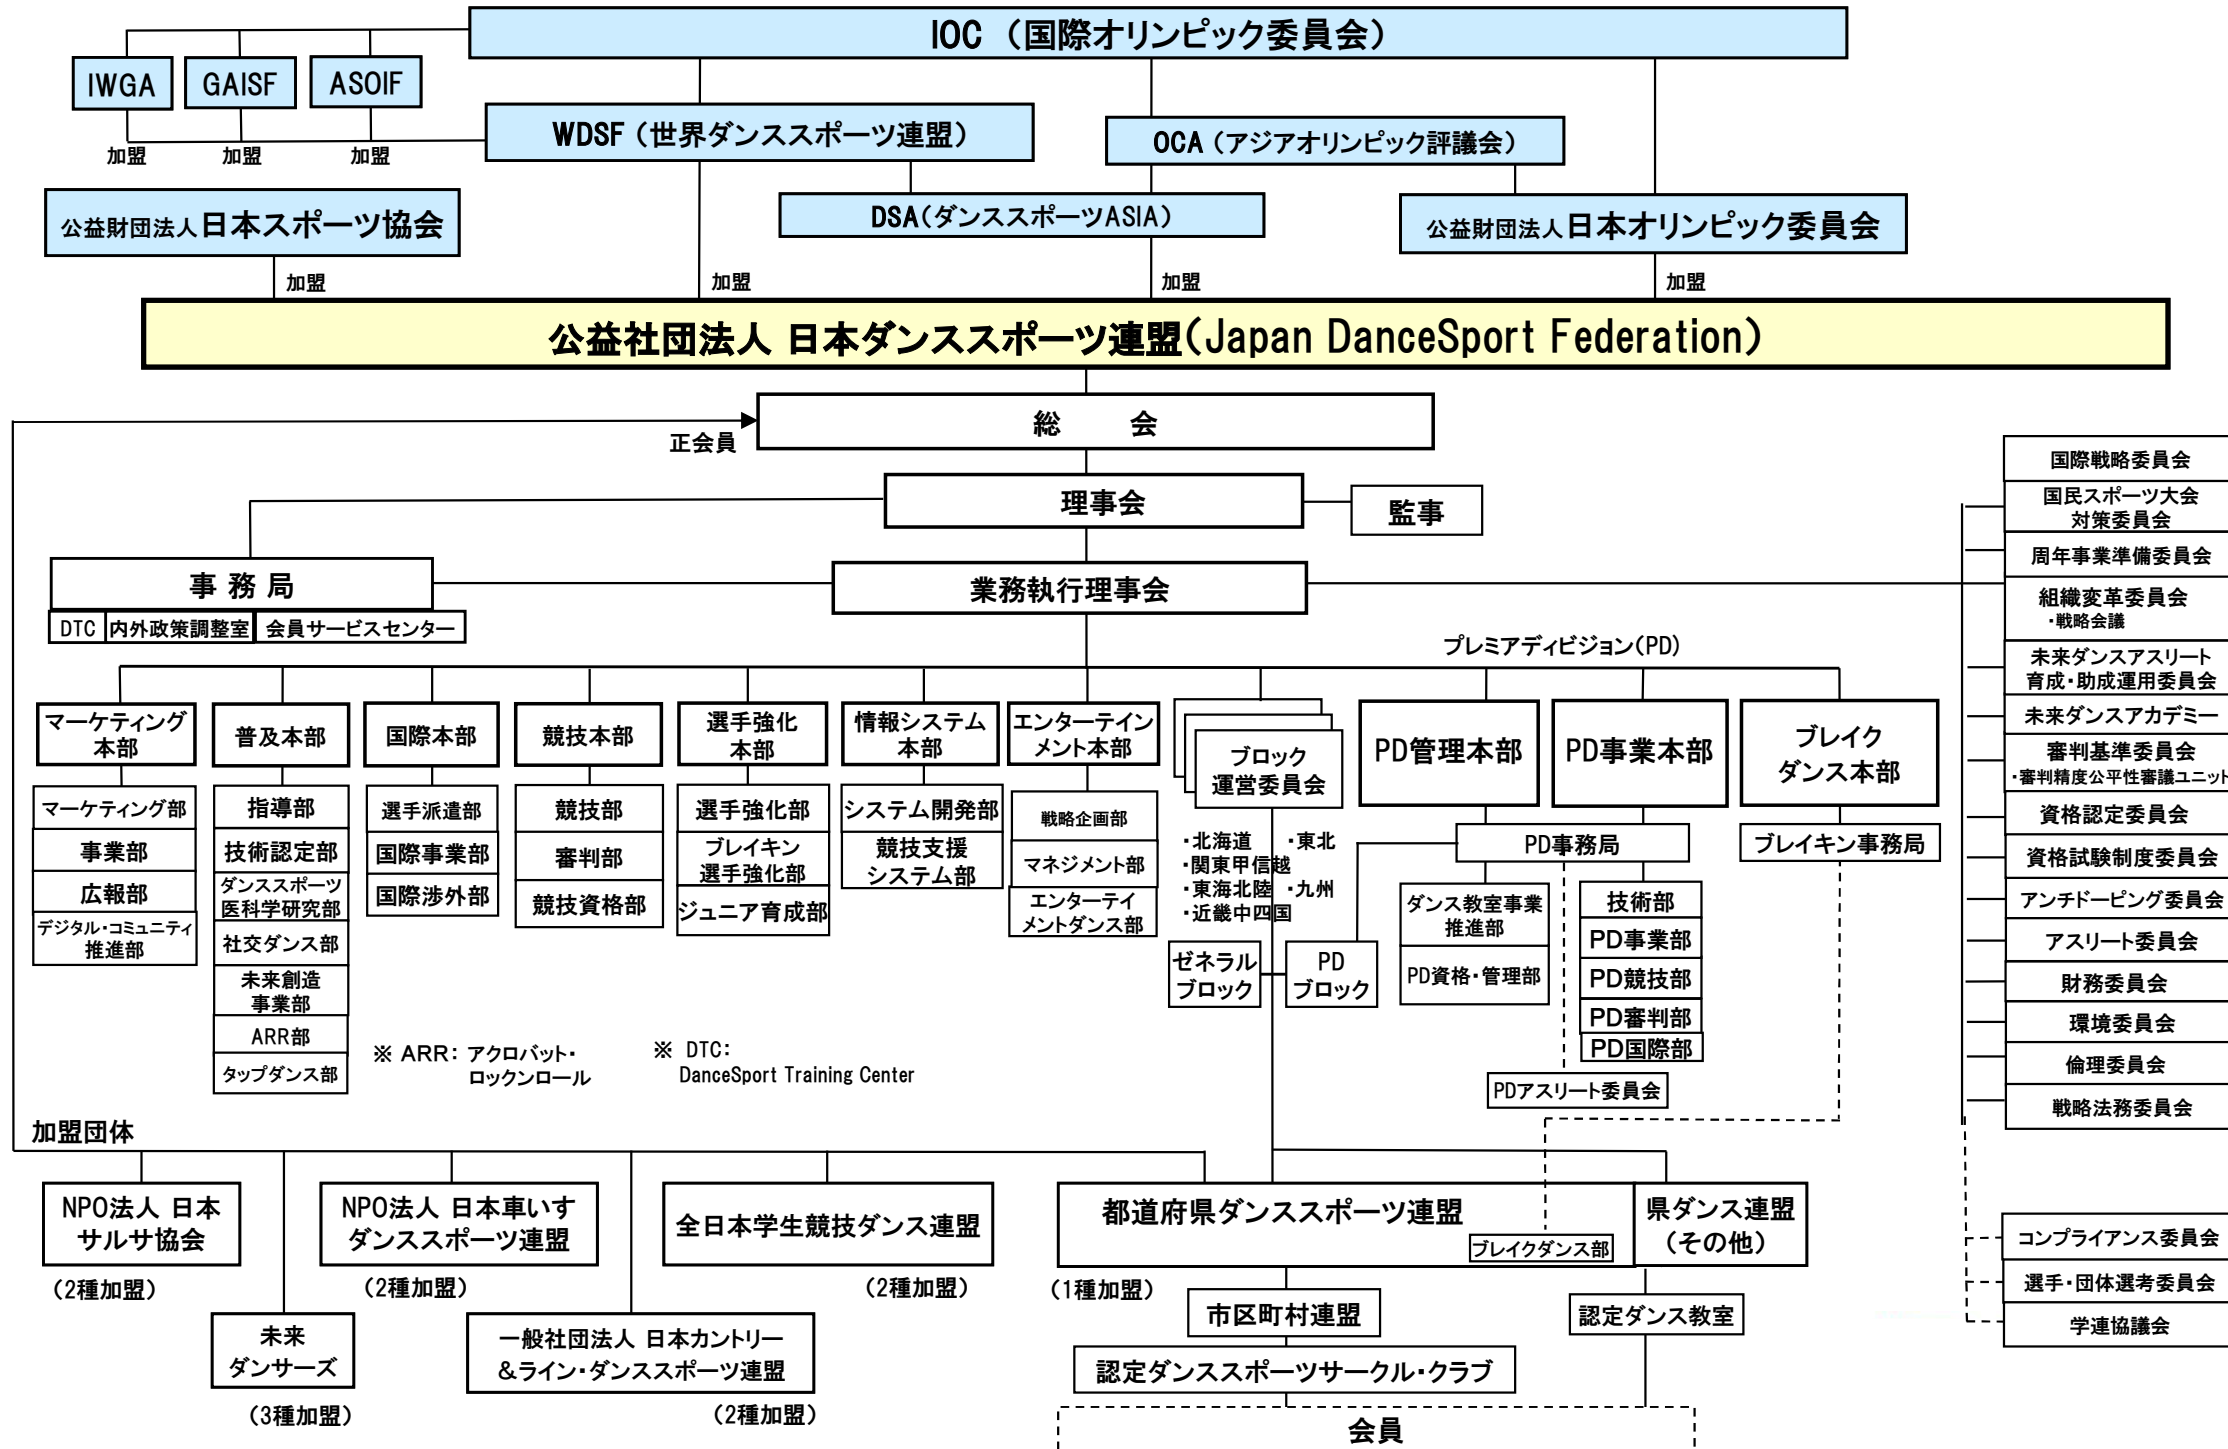 IOC （国際オリンピック委員会）
IWGA
GAISF
ASOIF
WDSF（世界ダンススポーツ連盟）
OCA（アジアオリンピック評議会）
加盟
加盟
加盟
公益財団法人日本スポーツ協会
DSA（ダンススポーツASIA）
公益財団法人日本オリンピック委員会
加盟
加盟
加盟
加盟
公益社団法人 日本ダンススポーツ連盟（Japan DanceSport Federation）
総　会
正会員
理事会
監事
事 務 局
業務執行理事会
DTC
内外政策調整室
会員サービスセンター
プレミアディビジョン（PD）
マーケティング
本部
マーケティング部
事業部
広報部
デジタル・コミュニティ
推進部
普及本部
指導部
技術認定部
ダンススポーツ
医科学研究部
社交ダンス部
未来創造
事業部
ARR部
タップダンス部
国際本部
選手派遣部
国際事業部
国際渉外部
競技本部
競技部
審判部
競技資格部
選手強化
本部
選手強化部
ブレイキン
選手強化部
ジュニア育成部
情報システム
本部
システム開発部
競技支援
システム部
エンターテイン
メント本部
戦略企画部
マネジメント部
エンターテイ
メントダンス部
ブロック
運営委員会
・北海道　・東北
・関東甲信越
・東海北陸　・九州
・近畿中四国
ゼネラル
ブロック
PD
ブロック
PD管理本部
PD事業本部
PD事務局
ダンス教室事業
推進部
PD資格・管理部
技術部
PD事業部
PD競技部
PD審判部
PD国際部
PDアスリート委員会
ブレイク
ダンス本部
ブレイキン事務局
※ ARR： アクロバット・
ロックンロール
※ DTC：
DanceSport Training Center
国際戦略委員会
国民スポーツ大会
対策委員会
周年事業準備委員会
組織変革委員会
・戦略会議
未来ダンスアスリート
育成・助成運用委員会
未来ダンスアカデミー
審判基準委員会
・審判精度公平性審議ユニット
資格認定委員会
資格試験制度委員会
アンチドーピング委員会
アスリート委員会
財務委員会
環境委員会
倫理委員会
戦略法務委員会
コンプライアンス委員会
選手・団体選考委員会
学連協議会
加盟団体
NPO法人 日本
サルサ協会
（2種加盟）
未来
ダンサーズ
（3種加盟）
NPO法人 日本車いす
ダンススポーツ連盟
（2種加盟）
一般社団法人 日本カントリー
＆ライン・ダンススポーツ連盟
（2種加盟）
全日本学生競技ダンス連盟
（2種加盟）
都道府県ダンススポーツ連盟
ブレイクダンス部
（1種加盟）
県ダンス連盟
（その他）
市区町村連盟
認定ダンス教室
認定ダンススポーツサークル・クラブ
会員